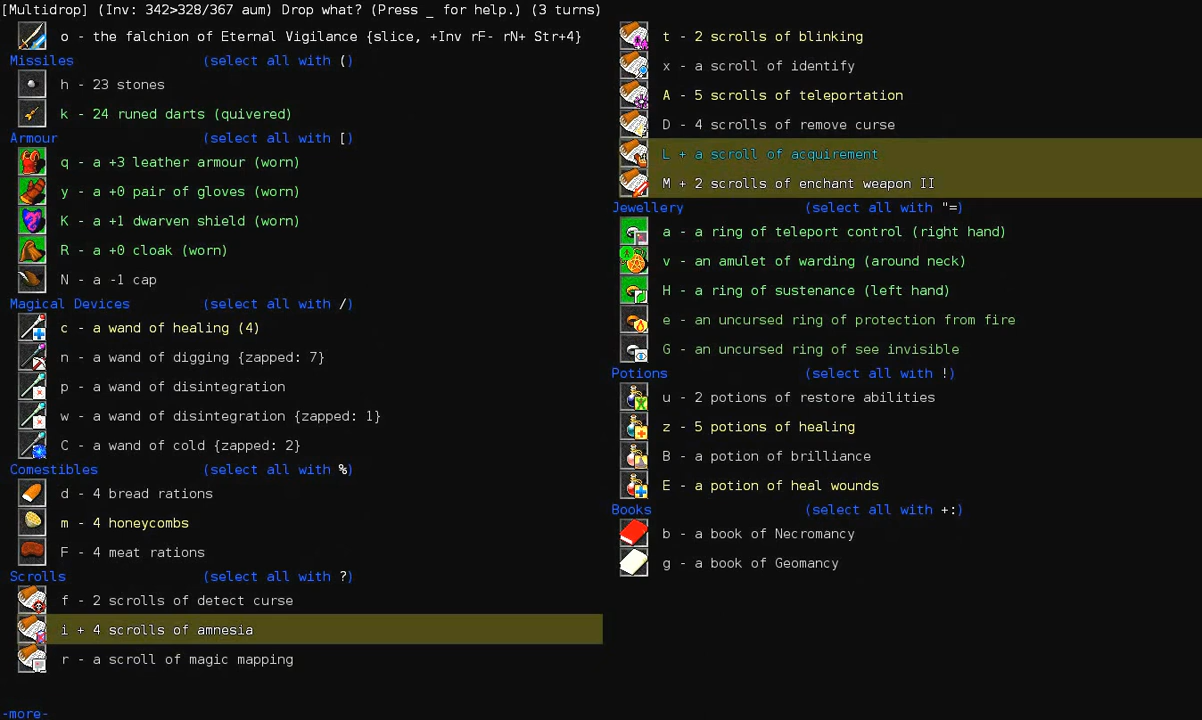 [Multidrop] (Inv: 342>328/367 aum) Drop what? (Press _ for help.) (3 turns)
o - the falchion of Eternal Vigilance {slice, +Inv rF- rN+ Str+4}
Missiles (select all with ()
h - 23 stones
k - 24 runed darts (quivered)
Armour (select all with [)
q - a +3 leather armour (worn)
y - a +0 pair of gloves (worn)
K - a +1 dwarven shield (worn)
R - a +0 cloak (worn)
N - a -1 cap
Magical Devices (select all with /)
c - a wand of healing (4)
n - a wand of digging {zapped: 7}
p - a wand of disintegration
w - a wand of disintegration {zapped: 1}
C - a wand of cold {zapped: 2}
Comestibles (select all with %)
d - 4 bread rations
m - 4 honeycombs
F - 4 meat rations
Scrolls (select all with ?)
f - 2 scrolls of detect curse
i + 4 scrolls of amnesia
r - a scroll of magic mapping
t - 2 scrolls of blinking
x - a scroll of identify
A - 5 scrolls of teleportation
D - 4 scrolls of remove curse
L + a scroll of acquirement
M + 2 scrolls of enchant weapon II
Jewellery (select all with "=)
a - a ring of teleport control (right hand)
v - an amulet of warding (around neck)
H - a ring of sustenance (left hand)
e - an uncursed ring of protection from fire
G - an uncursed ring of see invisible
Potions (select all with !)
u - 2 potions of restore abilities
z - 5 potions of healing
B - a potion of brilliance
E - a potion of heal wounds
Books (select all with +:)
b - a book of Necromancy
g - a book of Geomancy
-more-